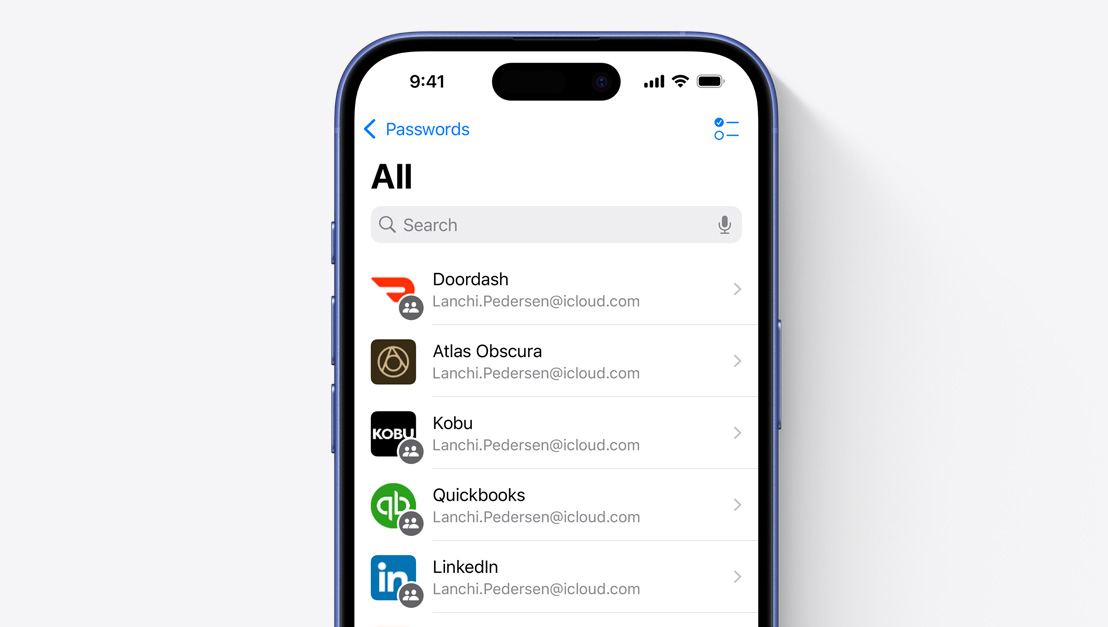 9:41
Passwords
All
Search
Doordash
Lanchi.Pedersen@icloud.com
Atlas Obscura
Lanchi.Pedersen@icloud.com
KOBU
Kobu
Lanchi.Pedersen@icloud.com
qb
Quickbooks
Lanchi.Pedersen@icloud.com
in
LinkedIn
Lanchi.Pedersen@icloud.com